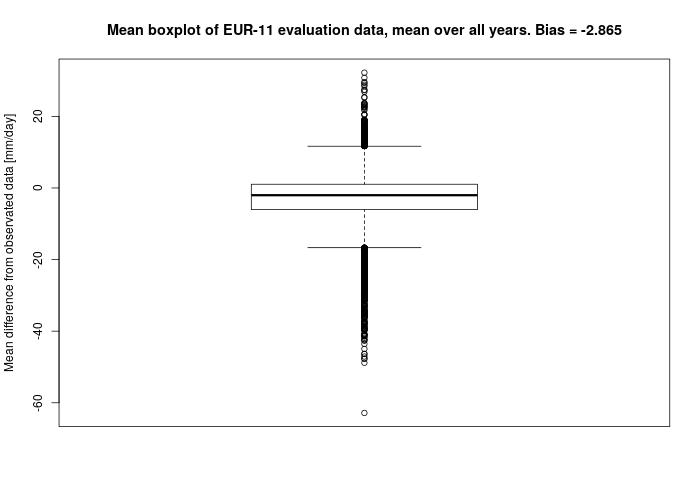 Mean boxplot of EUR-11 evaluation data, mean over all years. Bias = -2.865
Mean difference from observated data [mm/day]
20
0
-20
-40
-60